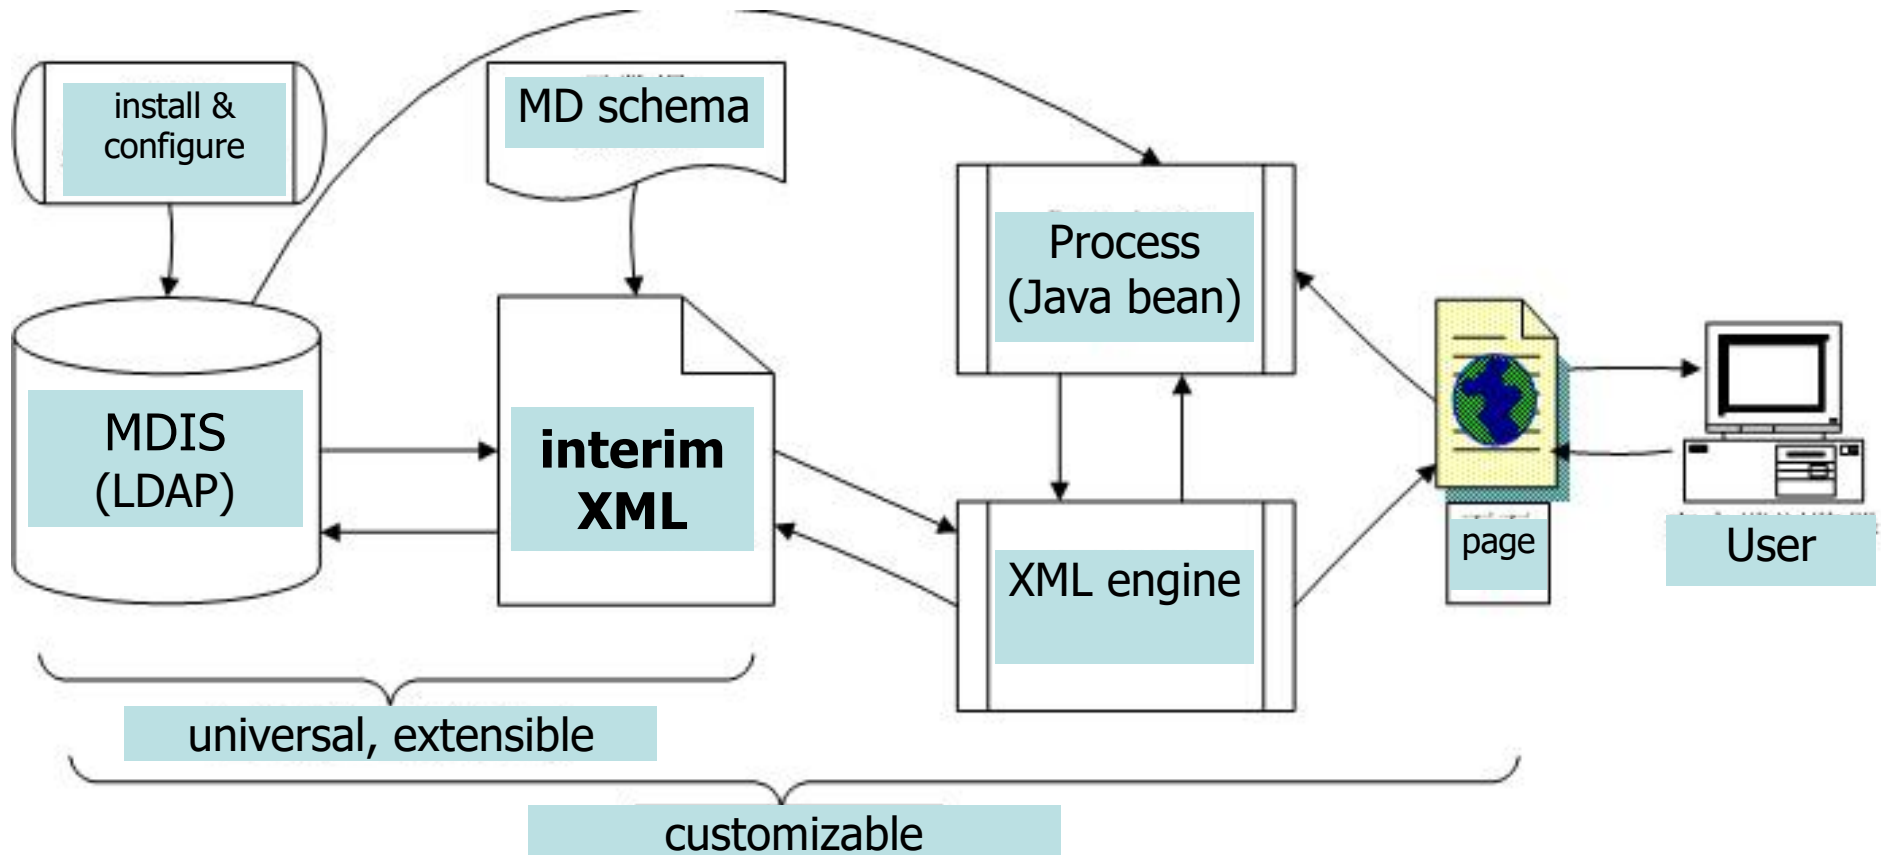 install &
configure
MD schema
Process
(Java bean)
MDIS
(LDAP)
interim
XML
XML engine
page
User
universal, extensible
customizable